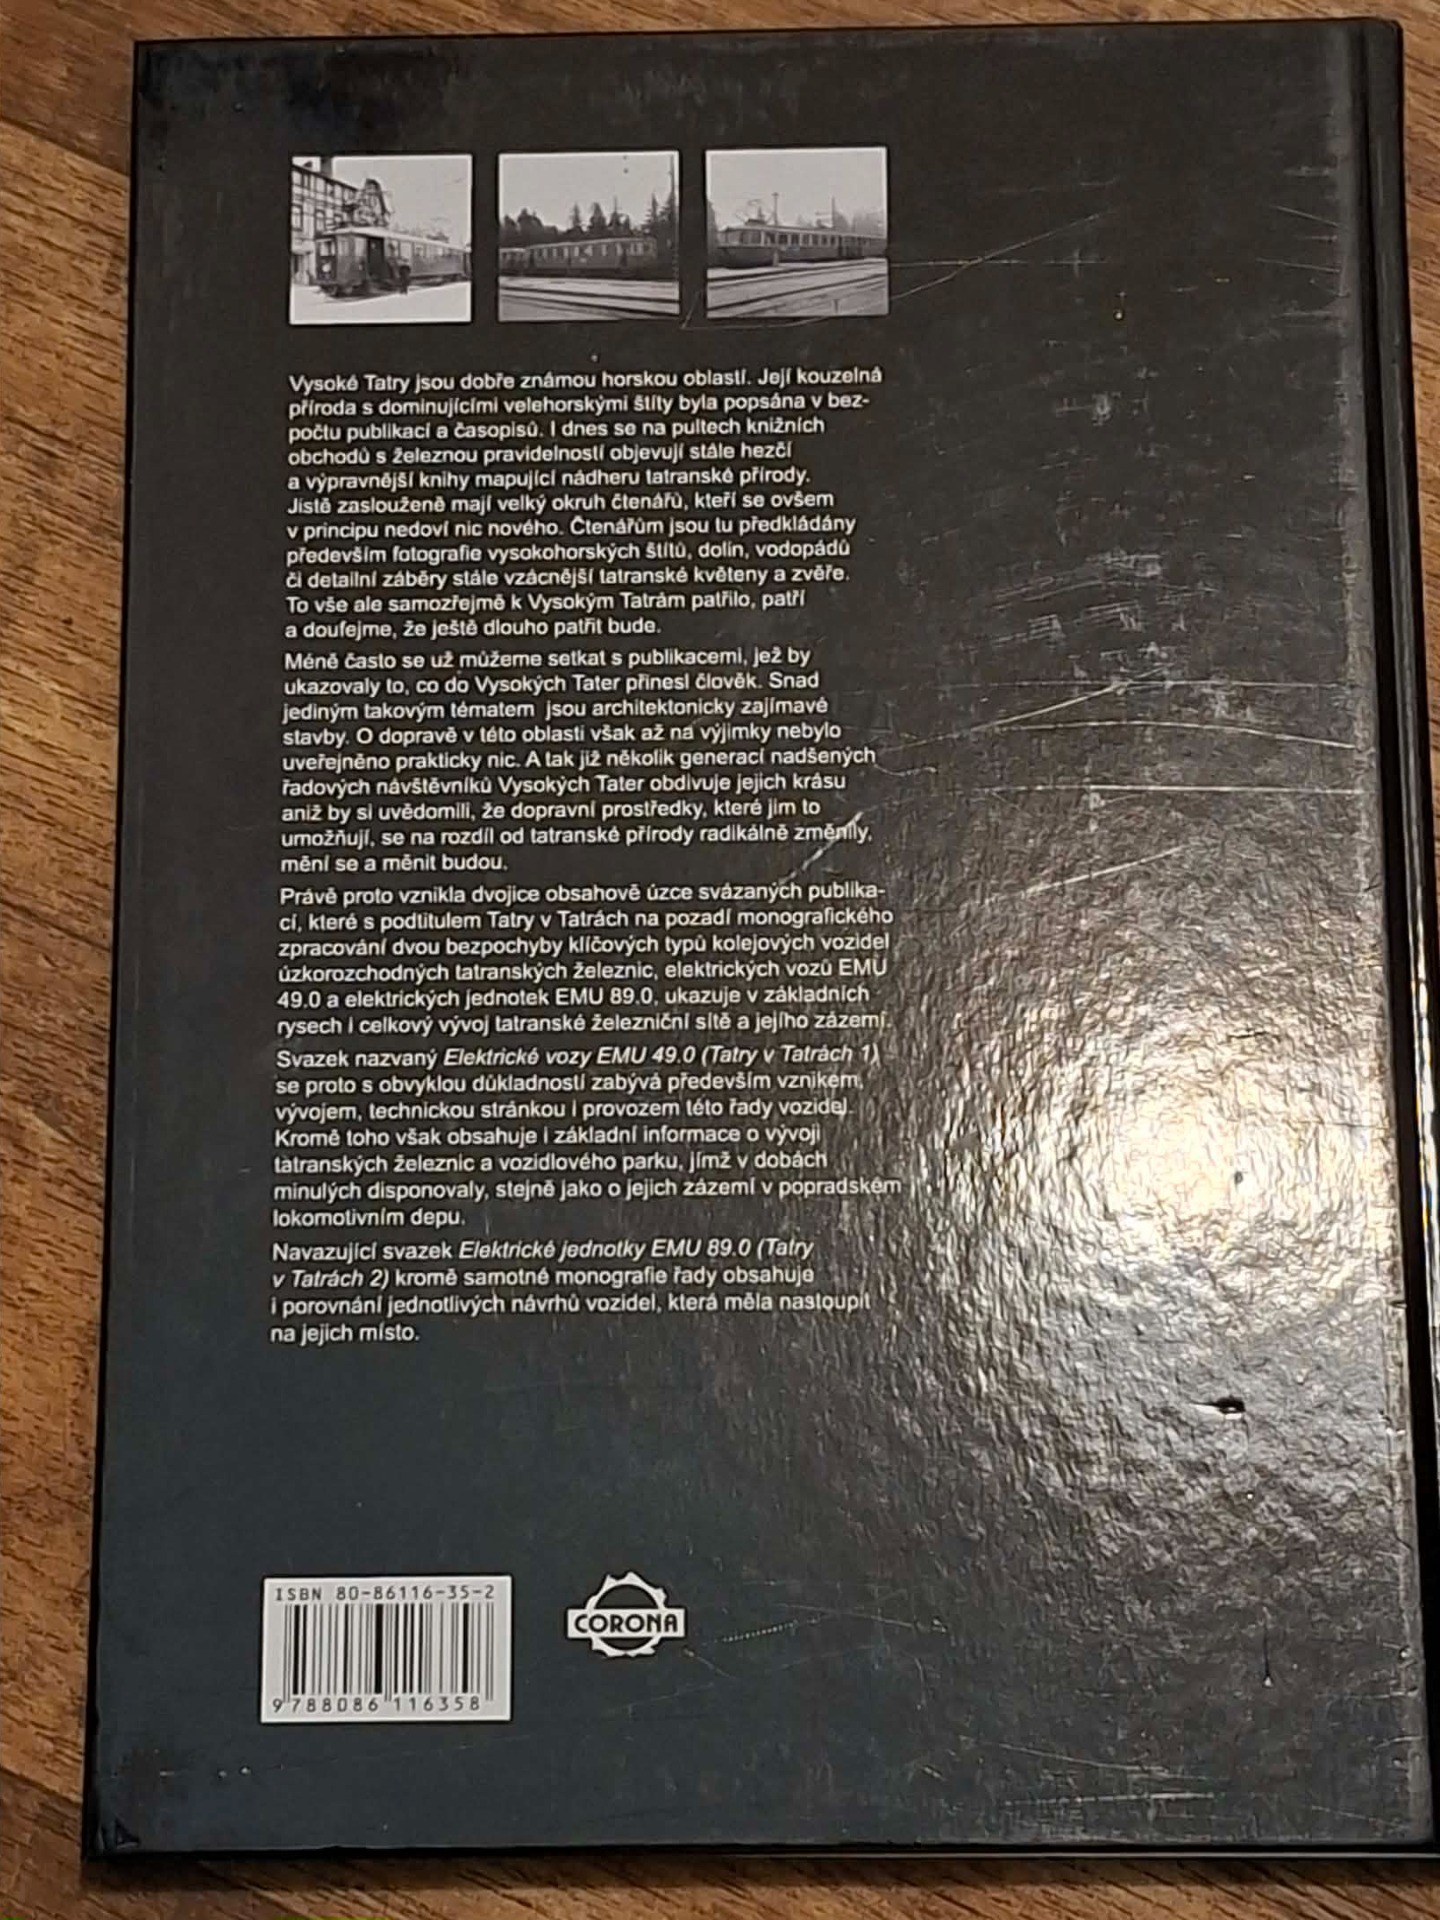 Vysoké Tatry jsou dobře známou horskou oblastí. Její kouzelná
příroda s dominujícími velehorskými štíty byla popsána v bez-
počtu publikací a časopisů. I dnes se na pultech knižních
obchodů s železnou pravidelností objevují stále hezčí
a výpravnější knihy mapující nádheru tatranské přírody.
Jistě zaslouženě mají velký okruh čtenářů, kteří se ovšem
v principu nedoví nic nového. Čtenářům jsou tu předkládány
především fotografie vysokohorských štítů, dolin, vodopádů
či detailní záběry stále vzácnější tatranské květeny a zvěře.
To vše ale samozřejmě k Vysokým Tatrám patřilo, patří
a doufejme, že ještě dlouho patřit bude.
Méně často se už můžeme setkat s publikacemi, jež by
ukazovaly to, co do Vysokých Tater přinesl člověk. Snad
jediným takovým tématem jsou architektonicky zajímavé
stavby. O dopravě v této oblasti však až na výjimky nebylo
uveřejněno prakticky nic. A tak již několik generací nadšených
řadových návštěvníků Vysokých Tater obdivuje jejich krásu
aniž by si uvědomili, že dopravní prostředky, které jim to
umožňují, se na rozdíl od tatranské přírody radikálně změnily,
mění se a měnit budou.
Právě proto vznikla dvojice obsahově úzce svázaných publika-
cí, které s podtitulem Tatry v Tatrách na pozadí monografického
zpracování dvou bezpochyby klíčových typů kolejových vozidel
úzkorozchodných tatranských železnic, elektrických vozů EMU
49.0 a elektrických jednotek EMU 89.0, ukazuje v základních
rysech i celkový vývoj tatranské železniční sítě a jejího zázemí.
Svazek nazvaný Elektrické vozy EMU 49.0 (Tatry v Tatrách 1)
se proto s obvyklou důkladností zabývá především vznikem,
vývojem, technickou stránkou i provozem této řady vozidel.
Kromě toho však obsahuje i základní informace o vývoji
tatranských železnic a vozidlového parku, jímž v dobách
minulých disponovaly, stejně jako o jejich zázemí v popradském
lokomotivním depu.
Navazující svazek Elektrické jednotky EMU 89.0 (Tatry
v Tatrách 2) kromě samotné monografie řady obsahuje
i porovnání jednotlivých návrhů vozidel, která měla nastoupit
na jejich místo.
ISBN 80-86116-35-2
9 788086 116358
CORONA